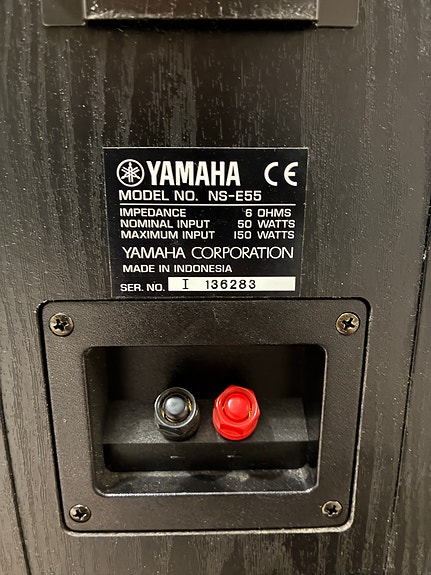 YAMAHA CE
MODEL NO. NS-E55
IMPEDANCE 6 OHMS
NOMINAL INPUT 50 WATTS
MAXIMUM INPUT 150 WATTS
YAMAHA CORPORATION
MADE IN INDONESIA
SER. NO. I 136283